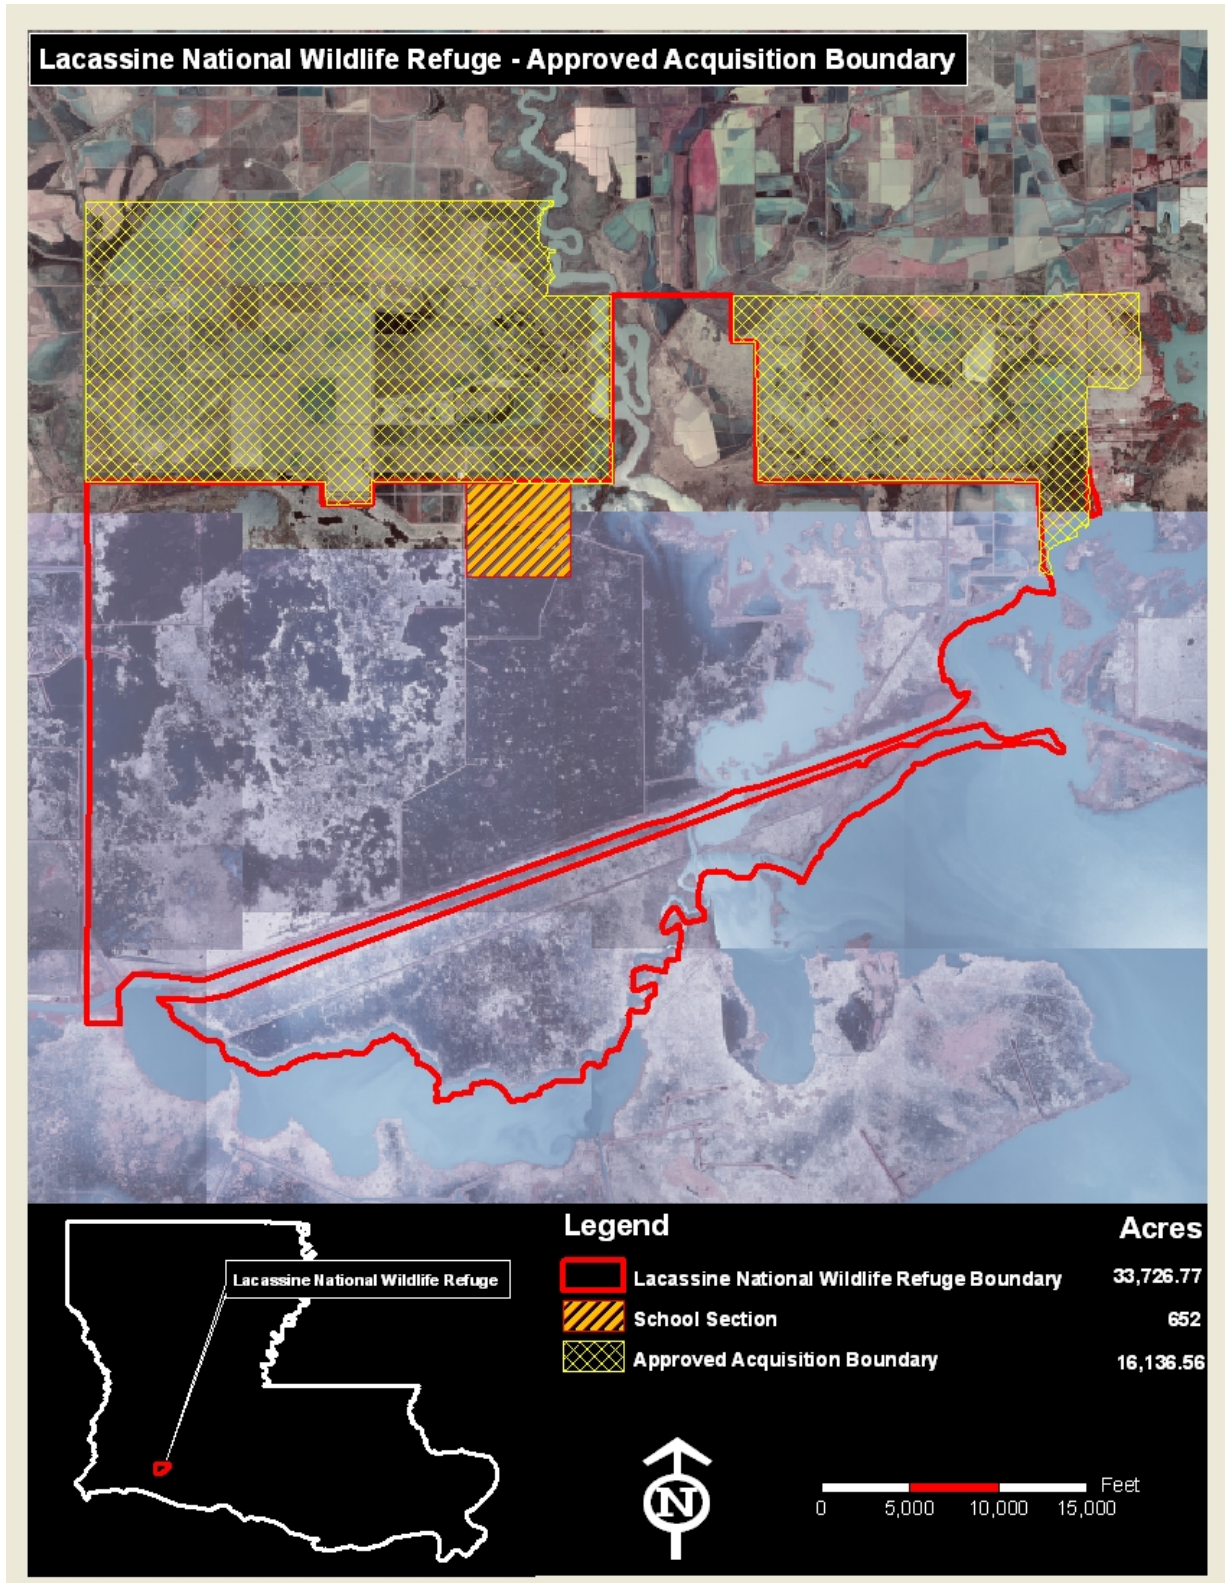 Lacassine National Wildlife Refuge - Approved Acquisition Boundary
Lacassine National Wildlife Refuge
Legend
Acres
Lacassine National Wildlife Refuge Boundary 33,726.77
School Section 652
Approved Acquisition Boundary 16,136.56
N
Feet
0 5,000 10,000 15,000